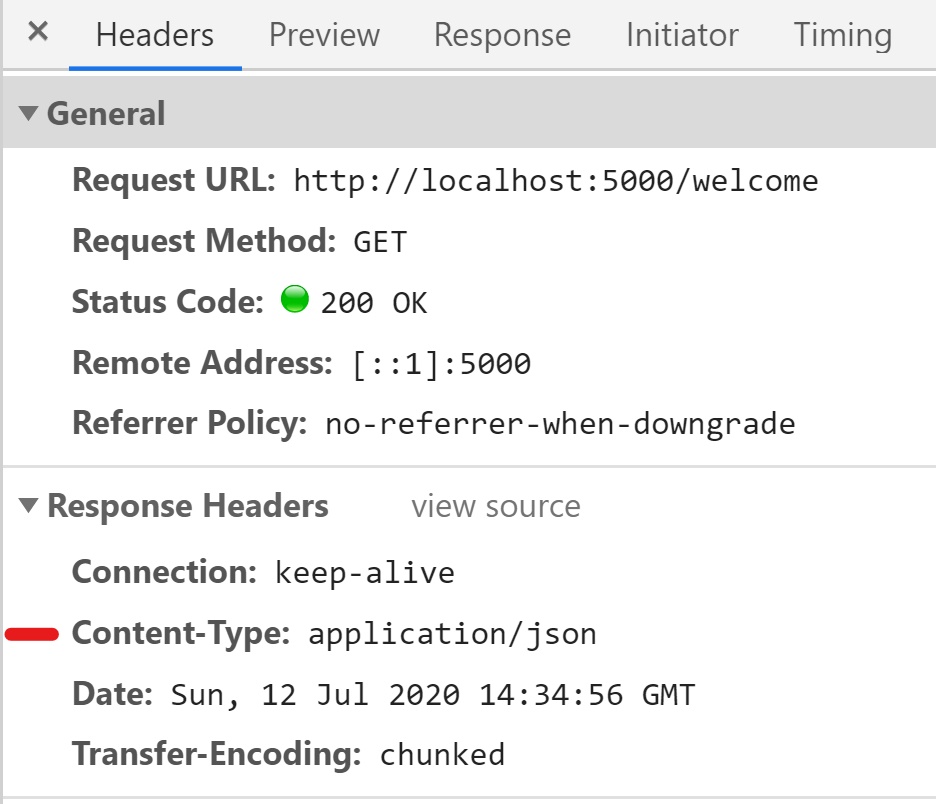 × Headers Preview Response Initiator Timing
▼ General
Request URL: http://localhost:5000/welcome
Request Method: GET
Status Code: 200 OK
Remote Address: [::1]:5000
Referrer Policy: no-referrer-when-downgrade
▼ Response Headers view source
Connection: keep-alive
Content-Type: application/json
Date: Sun, 12 Jul 2020 14:34:56 GMT
Transfer-Encoding: chunked